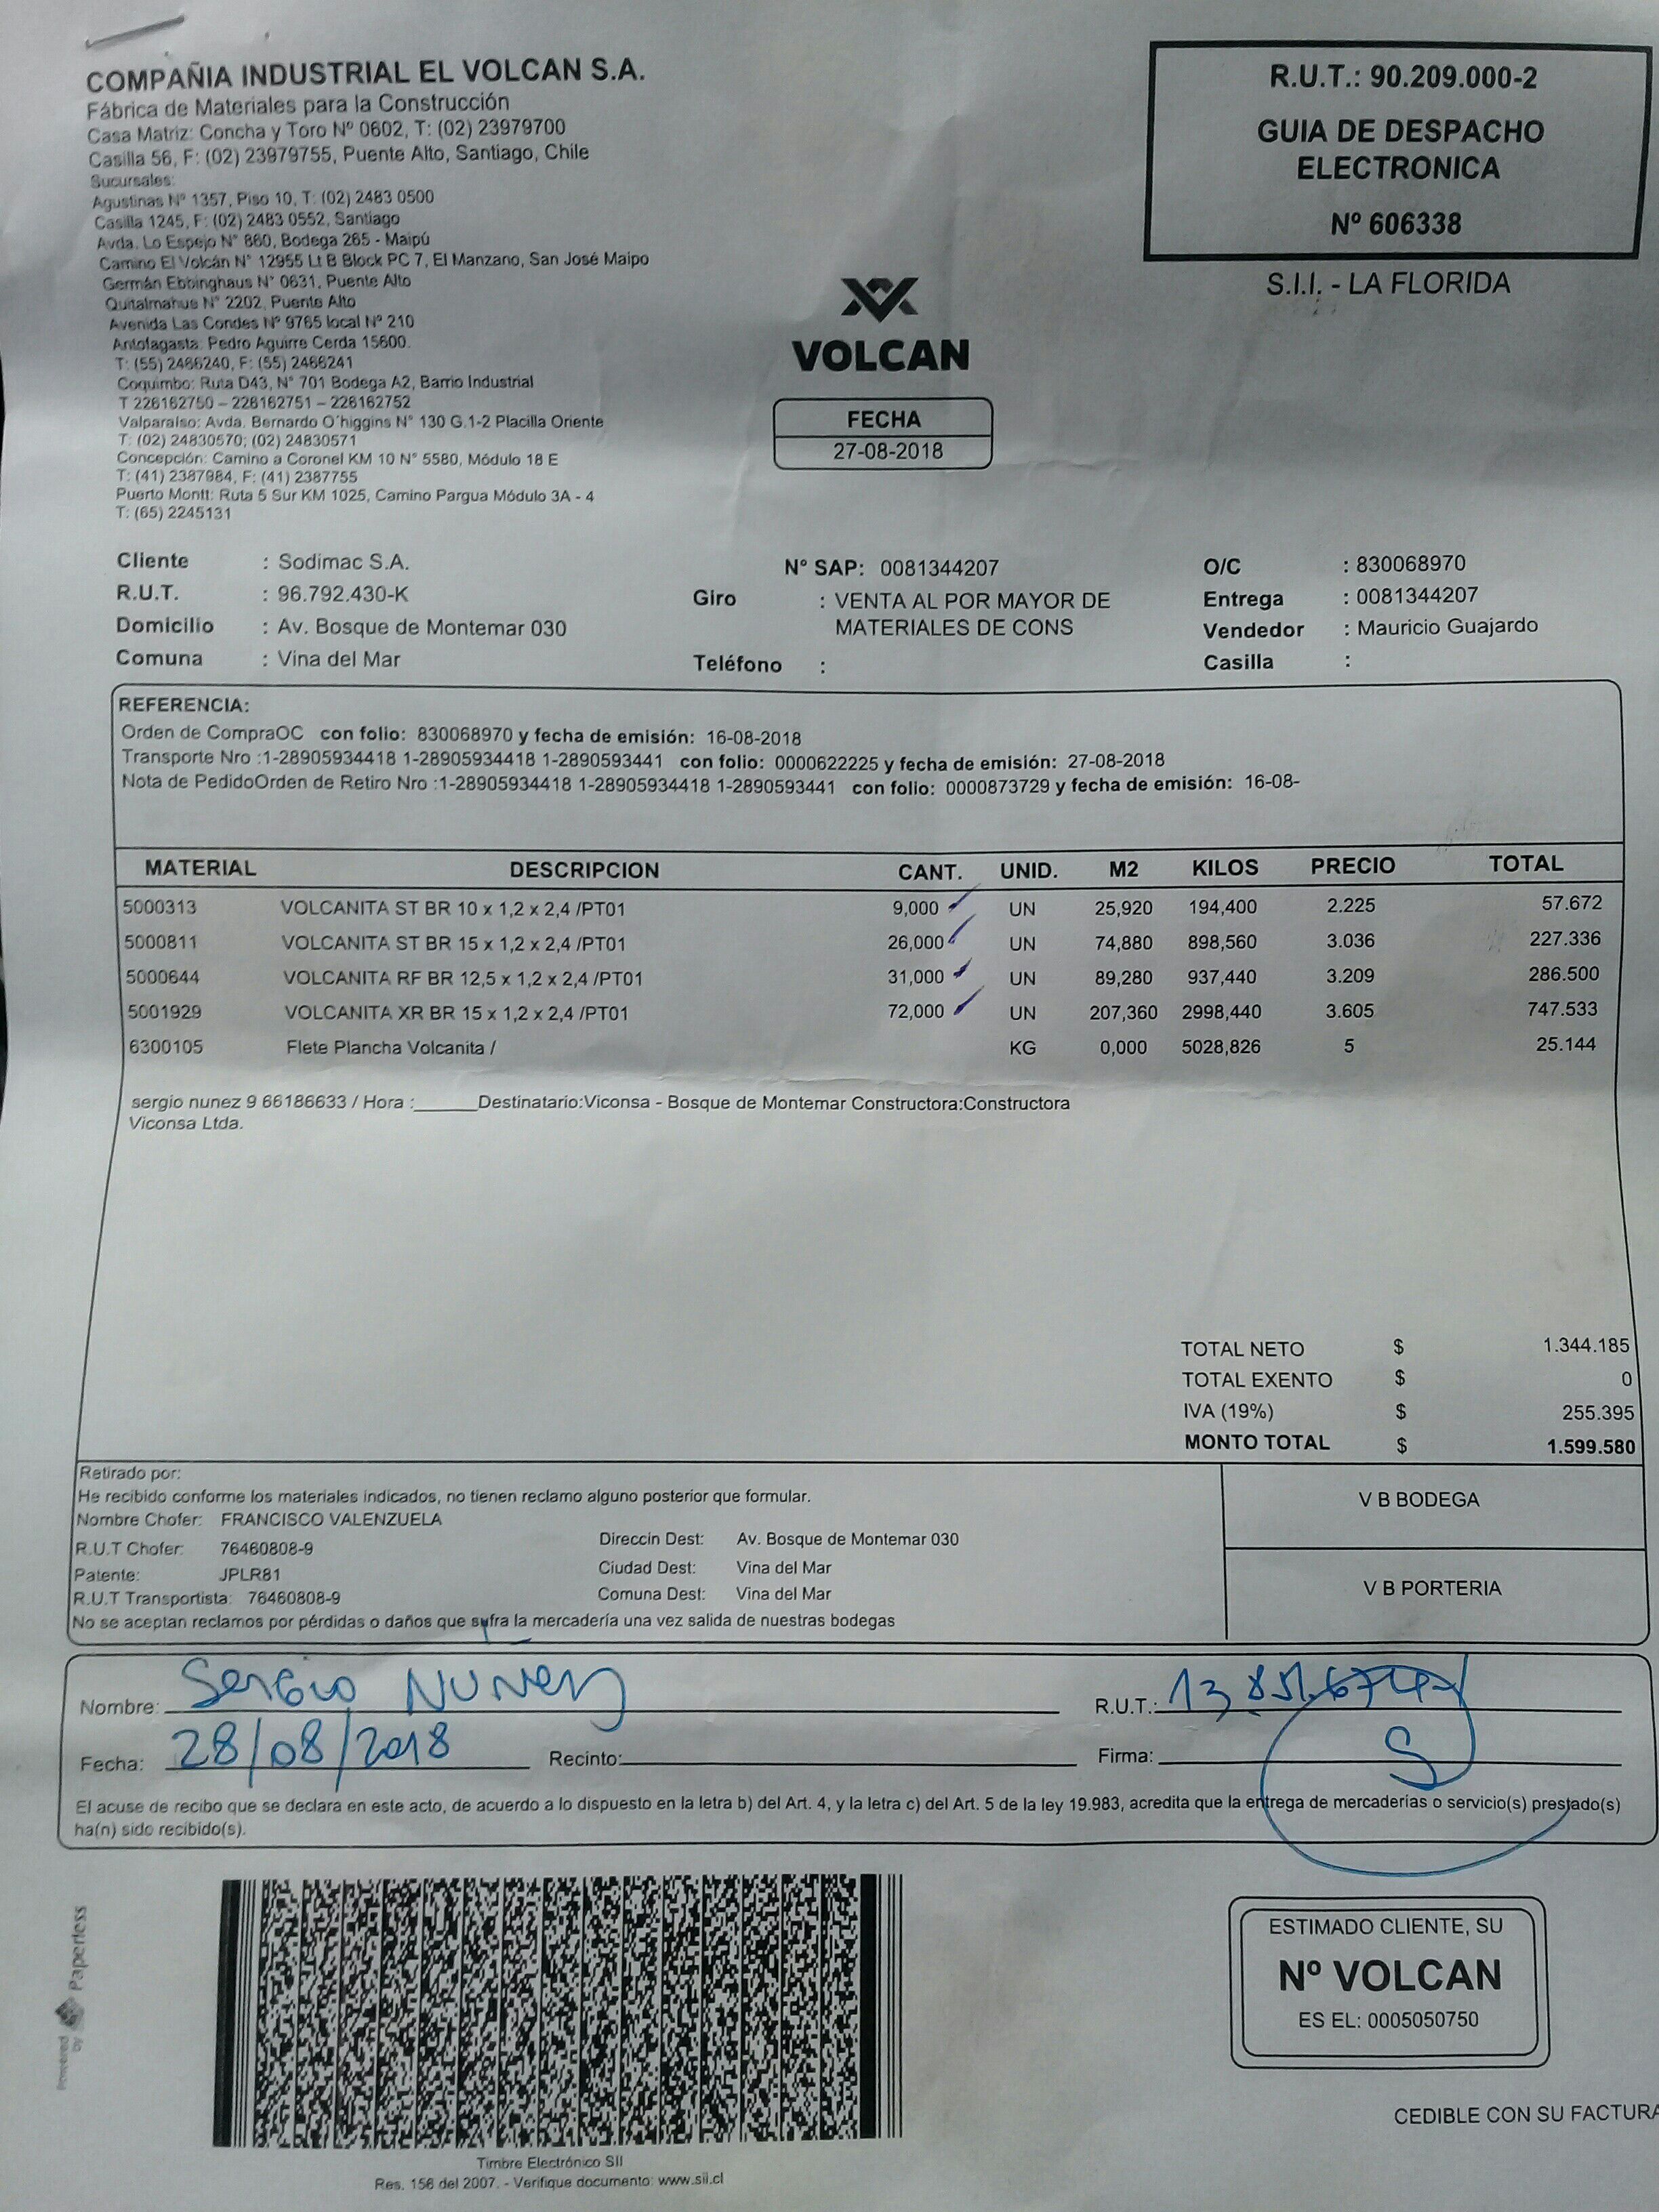 COMPAÑIA INDUSTRIAL EL VOLCAN S.A.
Fábrica de Materiales para la Construcción
Casa Matriz: Concha y Toro Nº 0602, T: (02) 23979700
Casilla 56, F: (02) 23979755, Puente Alto, Santiago, Chile
Sucursales:
Agustinas Nº 1357, Piso 10, T: (02) 2483 0500
Casilla 1245, F: (02) 2483 0552, Santiago
Avda. Lo Espejo N° 860, Bodega 265 - Maipú
Camino El Volcán N° 12955 Lt B Block PC 7, El Manzano, San José Maipo
Germán Ebbinghaus N° 0631, Puente Alto
Quitalmahue N° 2202, Puente Alto
Avenida Las Condes Nº 9765 local Nº 210
Antofagasta: Pedro Aguirre Cerda 15600.
T: (55) 2466240, F: (55) 2466241
Coquimbo: Ruta D43, N° 701 Bodega A2, Barrio Industrial
T 226162750 – 226162751 – 226162752
Valparaíso: Avda. Bernardo O´higgins N° 130 G.1-2 Placilla Oriente
T: (02) 24830570; (02) 24830571
Concepción: Camino a Coronel KM 10 N° 5580, Módulo 18 E
T: (41) 2387984, F: (41) 2387755
Puerto Montt: Ruta 5 Sur KM 1025, Camino Pargua Módulo 3A - 4
T: (65) 2245131
R.U.T.: 90.209.000-2
GUIA DE DESPACHO
ELECTRONICA
Nº 606338
S.I.I. - LA FLORIDA
VOLCAN
FECHA
27-08-2018
Cliente : Sodimac S.A. N° SAP: 0081344207 O/C : 830068970
R.U.T. : 96.792.430-K Giro : VENTA AL POR MAYOR DE Entrega : 0081344207
Domicilio : Av. Bosque de Montemar 030 MATERIALES DE CONS Vendedor : Mauricio Guajardo
Comuna : Vina del Mar Teléfono : Casilla :
REFERENCIA:
Orden de CompraOC con folio: 830068970 y fecha de emisión: 16-08-2018
Transporte Nro :1-28905934418 1-28905934418 1-2890593441 con folio: 0000622225 y fecha de emisión: 27-08-2018
Nota de PedidoOrden de Retiro Nro :1-28905934418 1-28905934418 1-2890593441 con folio: 0000873729 y fecha de emisión: 16-08-
MATERIAL DESCRIPCION CANT. UNID. M2 KILOS PRECIO TOTAL
5000313 VOLCANITA ST BR 10 x 1,2 x 2,4 /PT01 9,000 UN 25,920 194,400 2.225 57.672
5000811 VOLCANITA ST BR 15 x 1,2 x 2,4 /PT01 26,000 UN 74,880 898,560 3.036 227.336
5000644 VOLCANITA RF BR 12,5 x 1,2 x 2,4 /PT01 31,000 UN 89,280 937,440 3.209 286.500
5001929 VOLCANITA XR BR 15 x 1,2 x 2,4 /PT01 72,000 UN 207,360 2998,440 3.605 747.533
6300105 Flete Plancha Volcanita / KG 0,000 5028,826 5 25.144
sergio nunez 9 66186633 / Hora :______Destinatario:Viconsa - Bosque de Montemar Constructora:Constructora
Viconsa Ltda.
TOTAL NETO $ 1.344.185
TOTAL EXENTO $ 0
IVA (19%) $ 255.395
MONTO TOTAL $ 1.599.580
Retirado por:
He recibido conforme los materiales indicados, no tienen reclamo alguno posterior que formular.
Nombre Chofer: FRANCISCO VALENZUELA
R.U.T Chofer: 76460808-9 Direccin Dest: Av. Bosque de Montemar 030
Patente: JPLR81 Ciudad Dest: Vina del Mar
R.U.T Transportista: 76460808-9 Comuna Dest: Vina del Mar
No se aceptan reclamos por pérdidas o daños que sufra la mercadería una vez salida de nuestras bodegas
V B BODEGA
V B PORTERIA
Nombre: Sergio Nuñez R.U.T.:
Fecha: 28/08/2018 Recinto: Firma:
El acuse de recibo que se declara en este acto, de acuerdo a lo dispuesto en la letra b) del Art. 4, y la letra c) del Art. 5 de la ley 19.983, acredita que la entrega de mercaderías o servicio(s) prestado(s)
ha(n) sido recibido(s).
Powered by Paperless
Timbre Electrónico SII
Res. 156 del 2007. - Verifique documento: www.sii.cl
ESTIMADO CLIENTE, SU
Nº VOLCAN
ES EL: 0005050750
CEDIBLE CON SU FACTURA